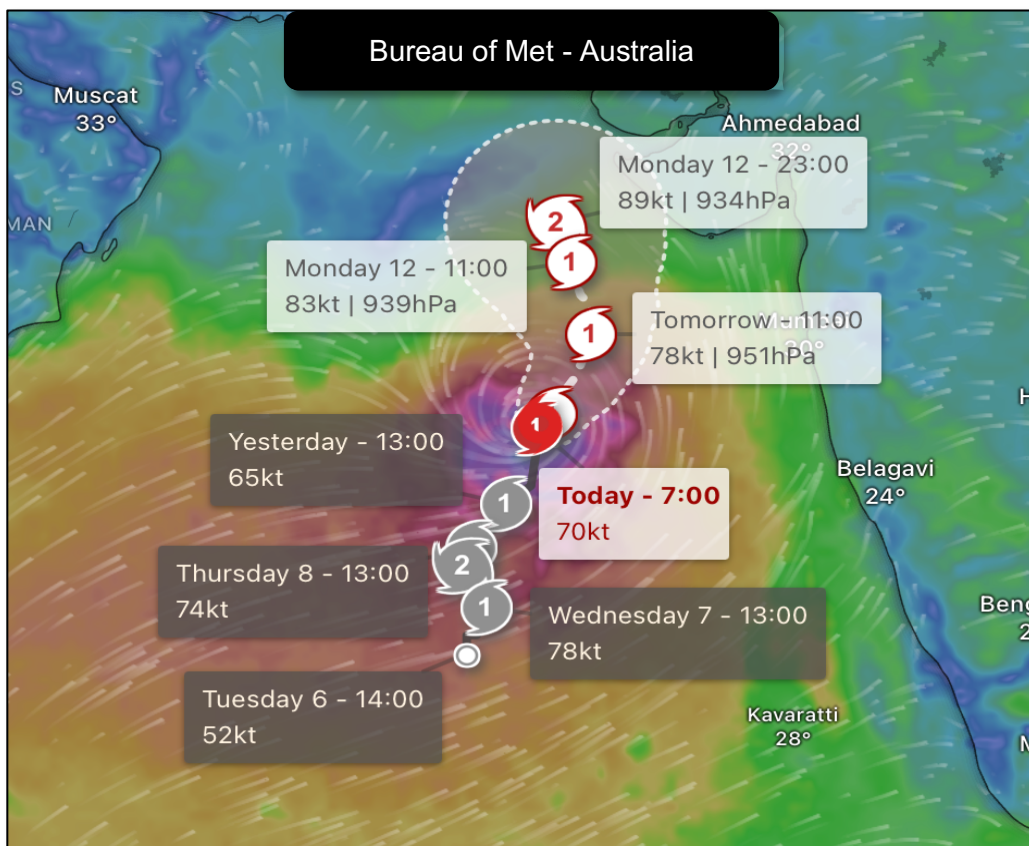 Bureau of Met - Australia
S
Muscat
33°
Ahmedabad
32°
Monday 12 - 23:00
89kt | 934hPa
MAN
2
Monday 12 - 11:00
83kt | 939hPa
1
Tomorrow - 11:00
78kt | 951hPa
30°
1
H
Yesterday - 13:00
65kt
1
Belagavi
24°
Today - 7:00
70kt
1
Thursday 8 - 13:00
74kt
2
1
Wednesday 7 - 13:00
78kt
Beng
2
Tuesday 6 - 14:00
52kt
Kavaratti
28°
M